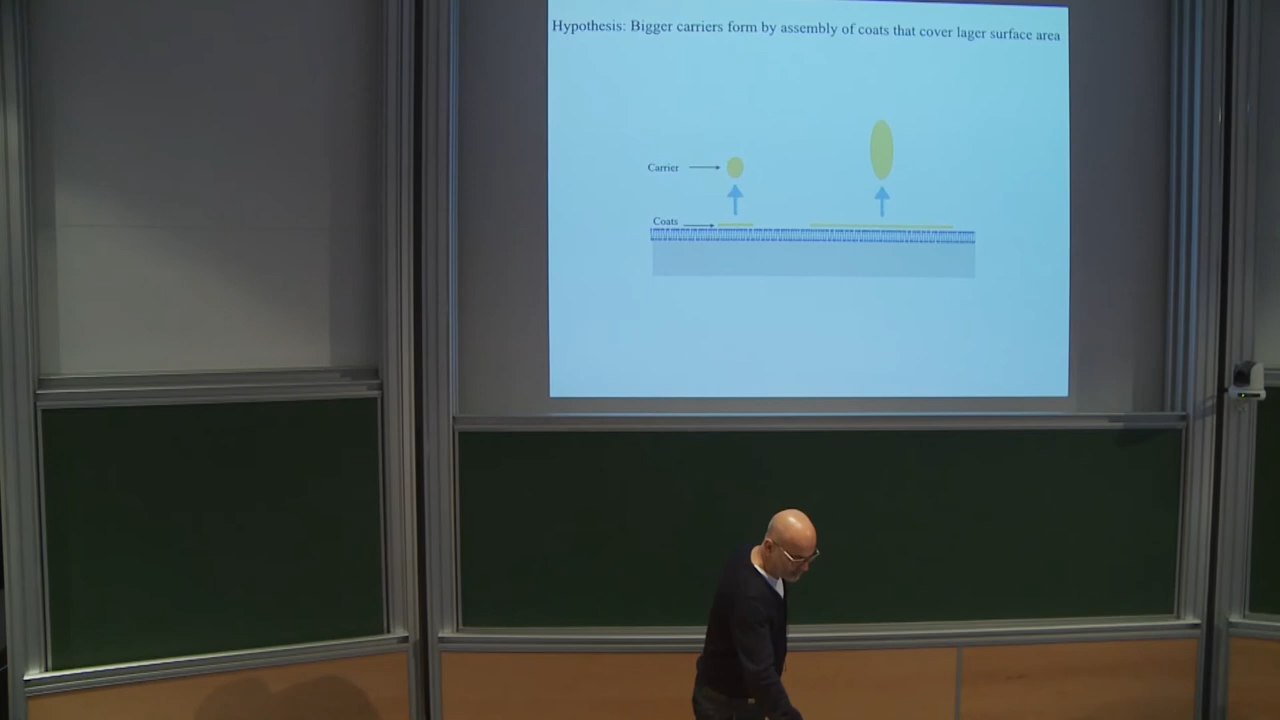 Hypothesis: Bigger carriers form by assembly of coats that cover lager surface area
Carrier
Coats